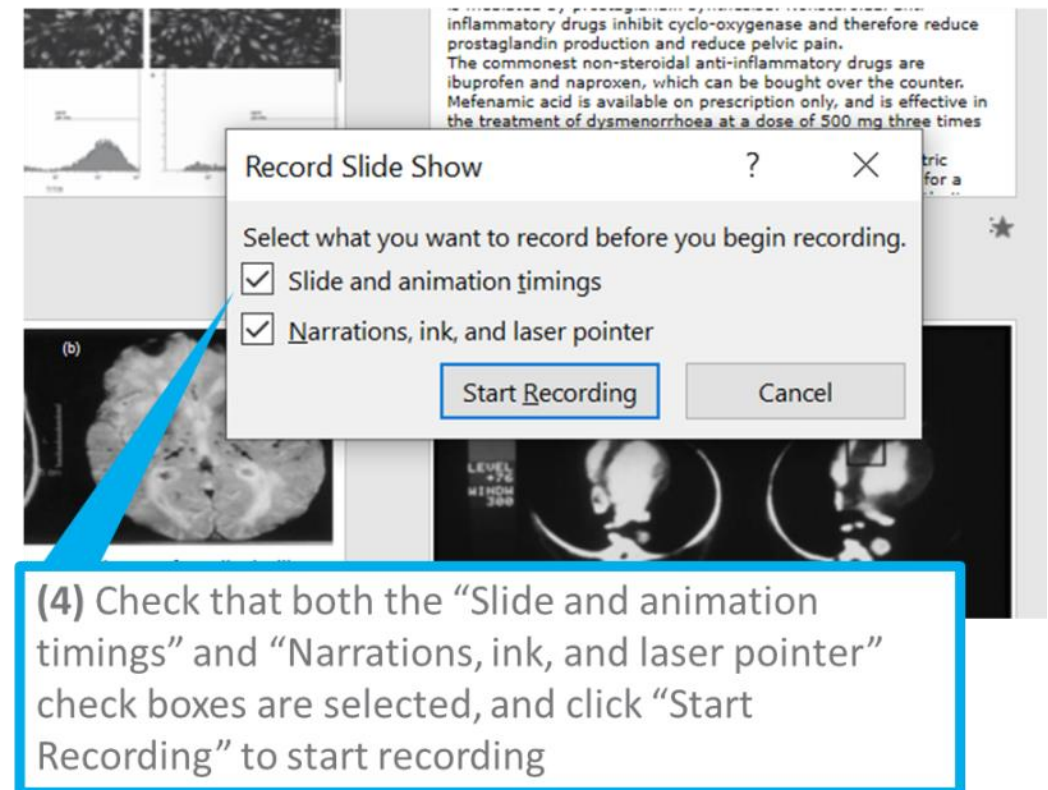 inflammatory drugs inhibit cyclo-oxygenase and therefore reduce
prostaglandin production and reduce pelvic pain.
The commonest non-steroidal anti-inflammatory drugs are
ibuprofen and naproxen, which can be bought over the counter.
Mefenamic acid is available on prescription only, and is effective in
the treatment of dysmenorrhoea at a dose of 500 mg three times
tric
for a
Record Slide Show ? ×
Select what you want to record before you begin recording.
Slide and animation timings
Narrations, ink, and laser pointer
Start Recording Cancel
(b)
LEVEL
+76
WINDW
300
(4) Check that both the “Slide and animation
timings” and “Narrations, ink, and laser pointer”
check boxes are selected, and click “Start
Recording” to start recording